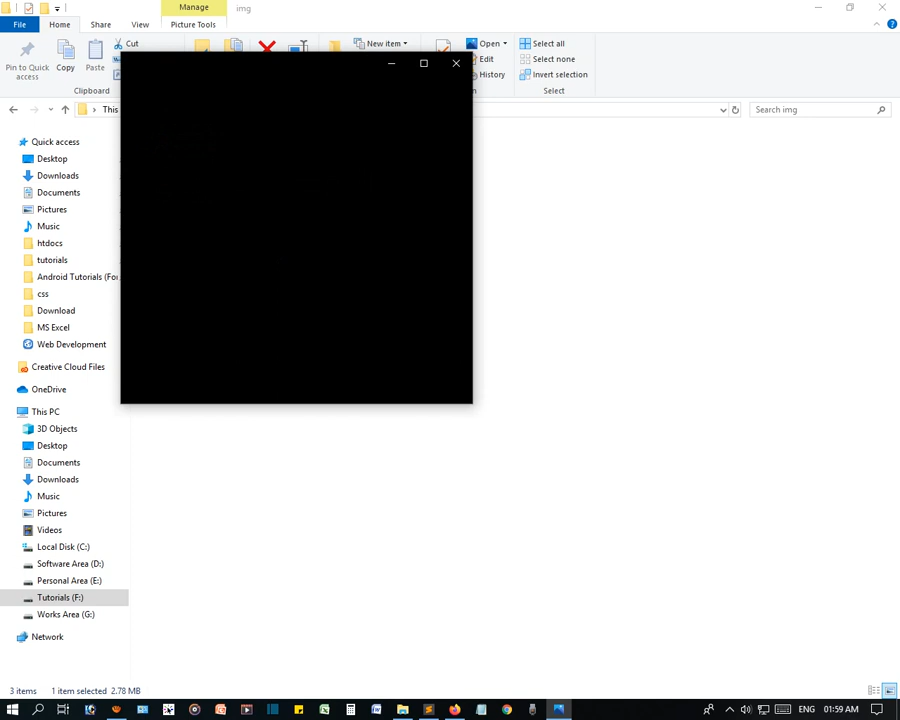 Manage
img
File
Home
Share
View
Picture Tools
Pin to Quick access
Copy
Paste
Cut
New item
Open
Edit
History
Select all
Select none
Invert selection
Clipboard
Select
This
Search img
Quick access
Desktop
Downloads
Documents
Pictures
Music
htdocs
tutorials
Android Tutorials (Fo
css
Download
MS Excel
Web Development
Creative Cloud Files
OneDrive
This PC
3D Objects
Desktop
Documents
Downloads
Music
Pictures
Videos
Local Disk (C:)
Software Area (D:)
Personal Area (E:)
Tutorials (F:)
Works Area (G:)
Network
3 items 1 item selected 2.78 MB
ENG 01:59 AM